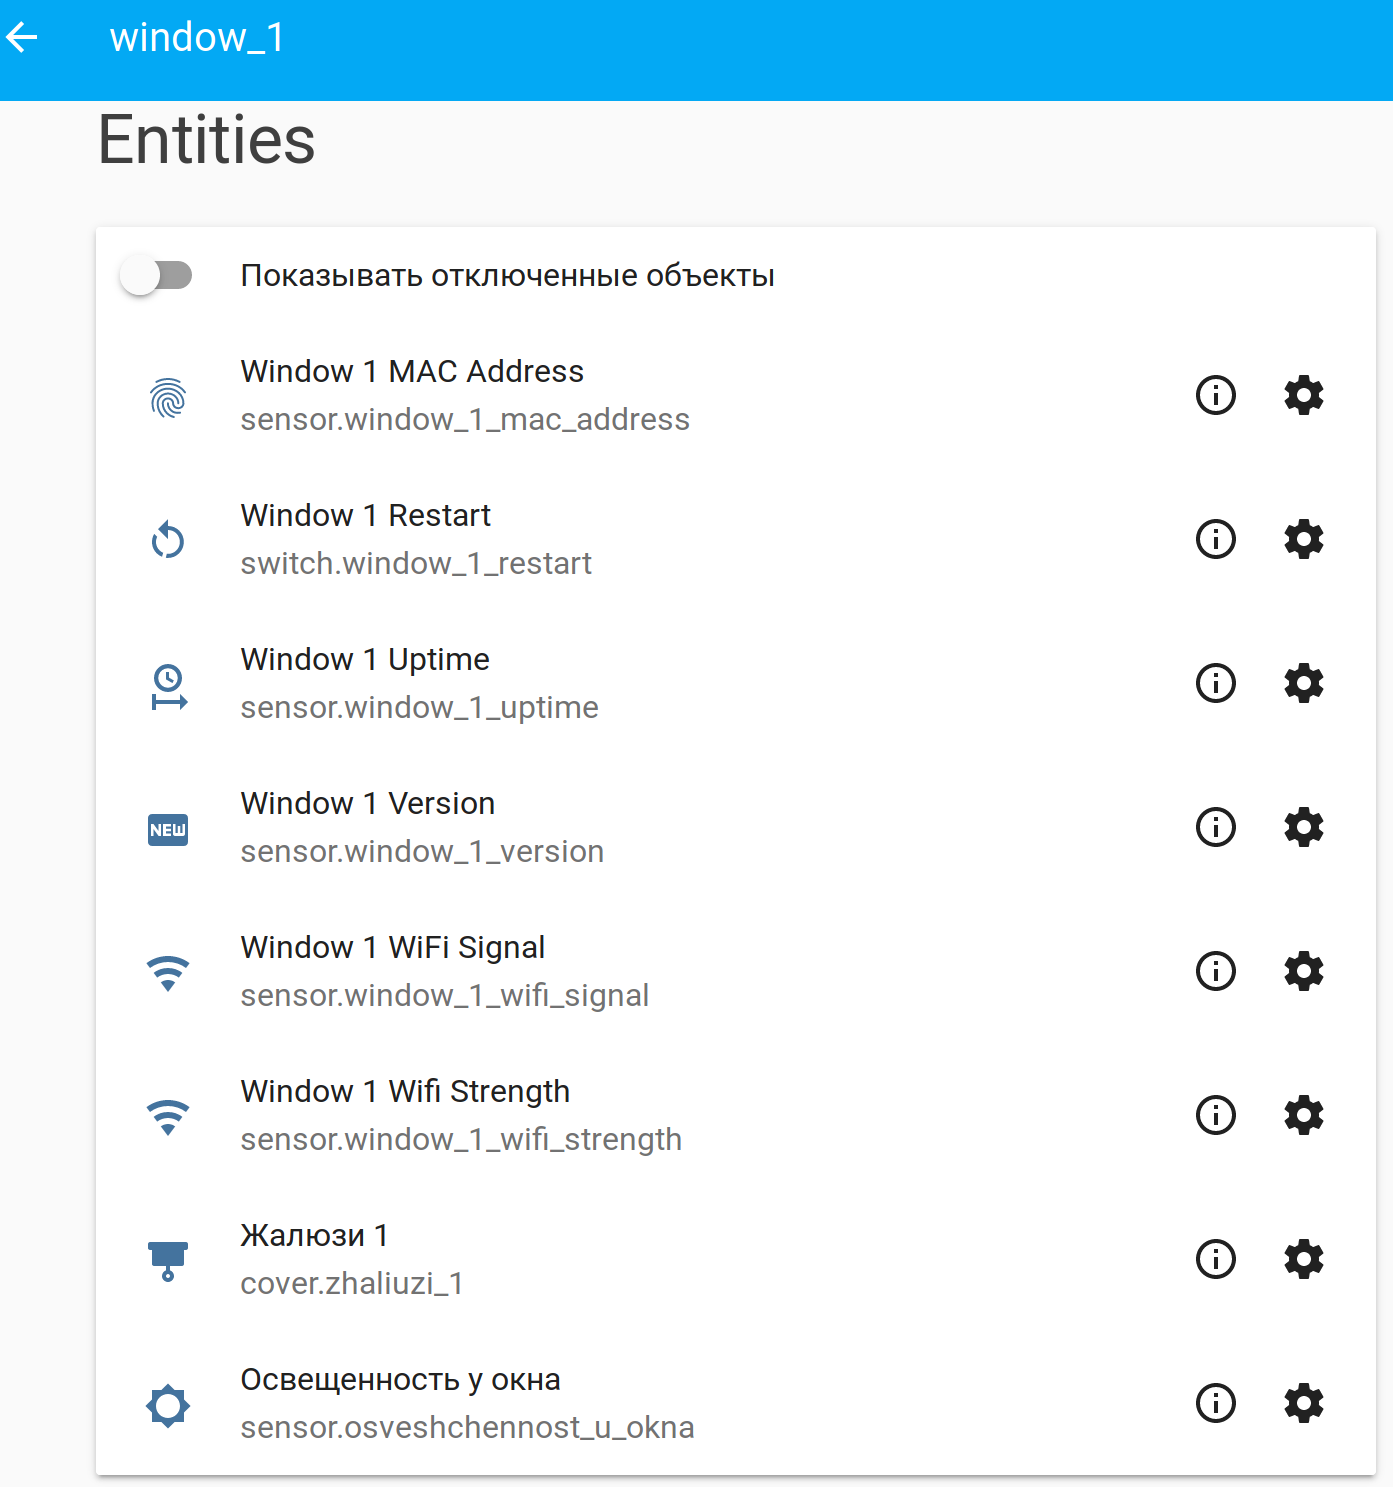 window_1
Entities
Показывать отключенные объекты
Window 1 MAC Address
sensor.window_1_mac_address
Window 1 Restart
switch.window_1_restart
Window 1 Uptime
sensor.window_1_uptime
NEW
Window 1 Version
sensor.window_1_version
Window 1 WiFi Signal
sensor.window_1_wifi_signal
Window 1 Wifi Strength
sensor.window_1_wifi_strength
Жалюзи 1
cover.zhaliuzi_1
Освещенность у окна
sensor.osveshchennost_u_okna